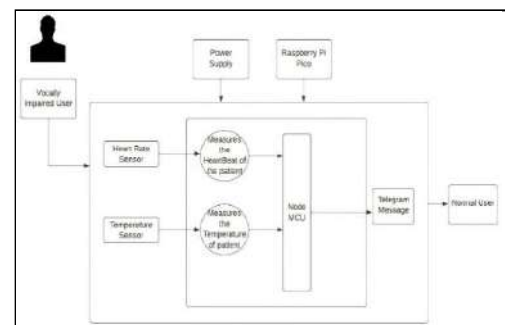 Power
Supply
Raspberry Pi
Pico
Vocally
Impaired User
Heart Rate
Sensor
Measures
the
HeartBeat of
the patient
Node
MCU
Telegram
Message
Normal User
Temperature
Sensor
Measures
the
Temperature
of patient